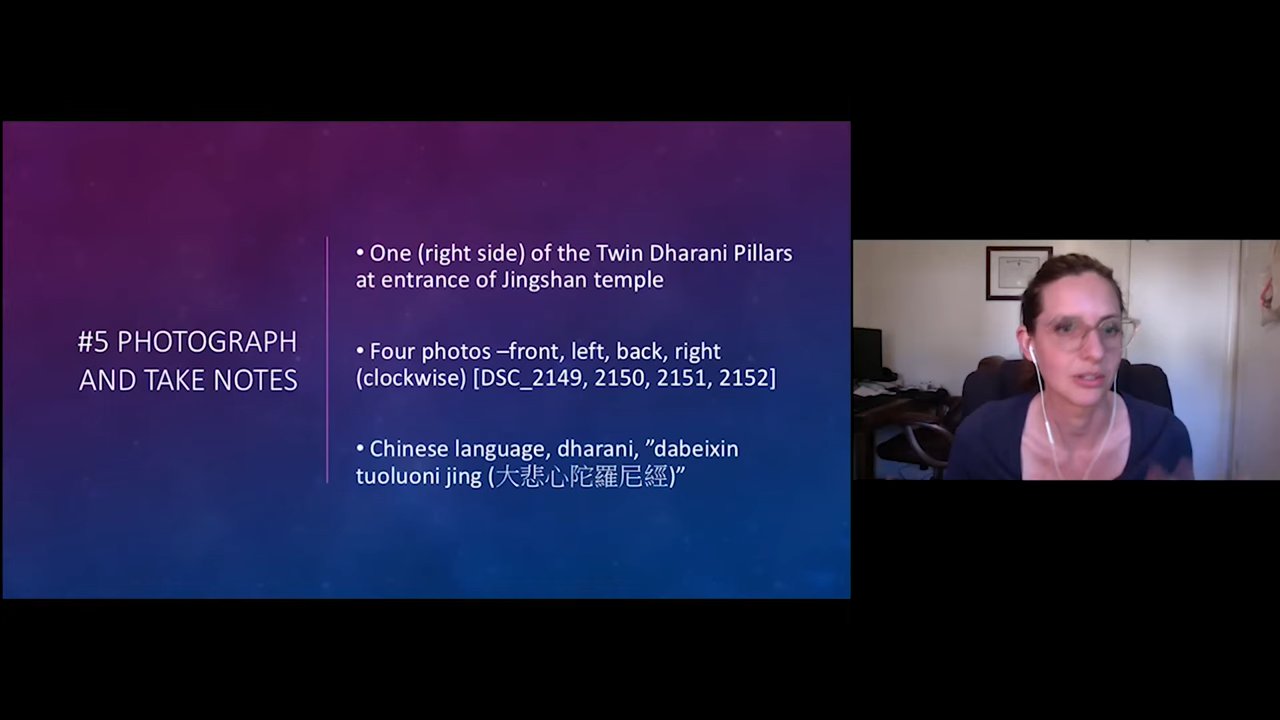 #5 PHOTOGRAPH
AND TAKE NOTES
• One (right side) of the Twin Dharani Pillars
at entrance of Jingshan temple
• Four photos –front, left, back, right
(clockwise) [DSC_2149, 2150, 2151, 2152]
• Chinese language, dharani, ”dabeixin
tuoluoni jing (大悲心陀羅尼經)”